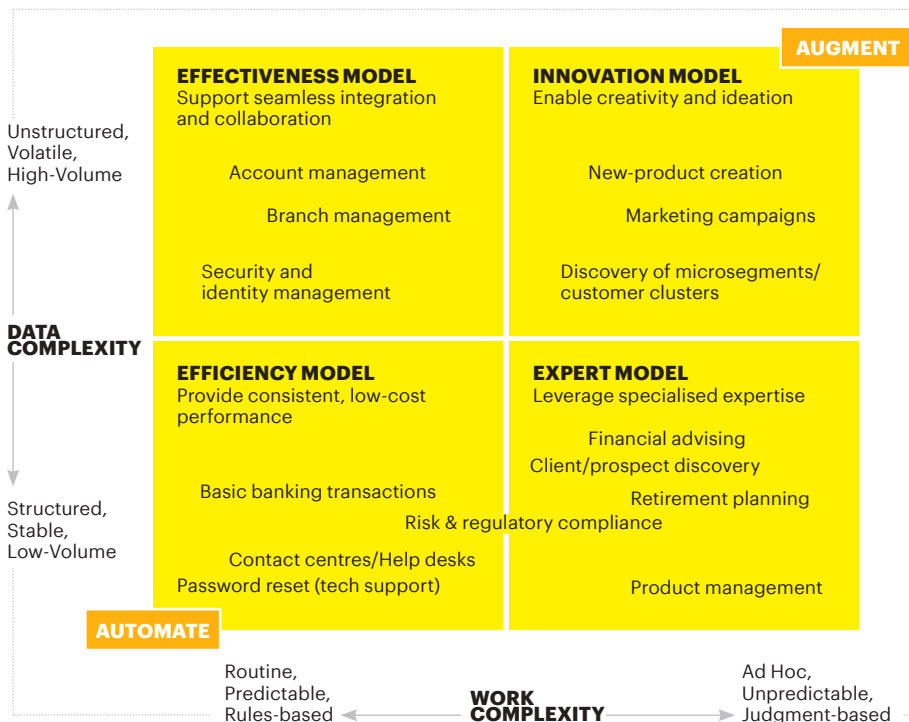 AUGMENT
EFFECTIVENESS MODEL
Support seamless integration
and collaboration
INNOVATION MODEL
Enable creativity and ideation
Unstructured,
Volatile,
High-Volume
Account management
Branch management
Security and
identity management
New-product creation
Marketing campaigns
Discovery of microsegments/
customer clusters
DATA
COMPLEXITY
EFFICIENCY MODEL
Provide consistent, low-cost
performance
EXPERT MODEL
Leverage specialised expertise
Financial advising
Client/prospect discovery
Basic banking transactions
Retirement planning
Risk & regulatory compliance
Structured,
Stable,
Low-Volume
Contact centres/Help desks
Password reset (tech support)
Product management
AUTOMATE
Routine,
Predictable,
Rules-based
WORK
COMPLEXITY
Ad Hoc,
Unpredictable,
Judgment-based